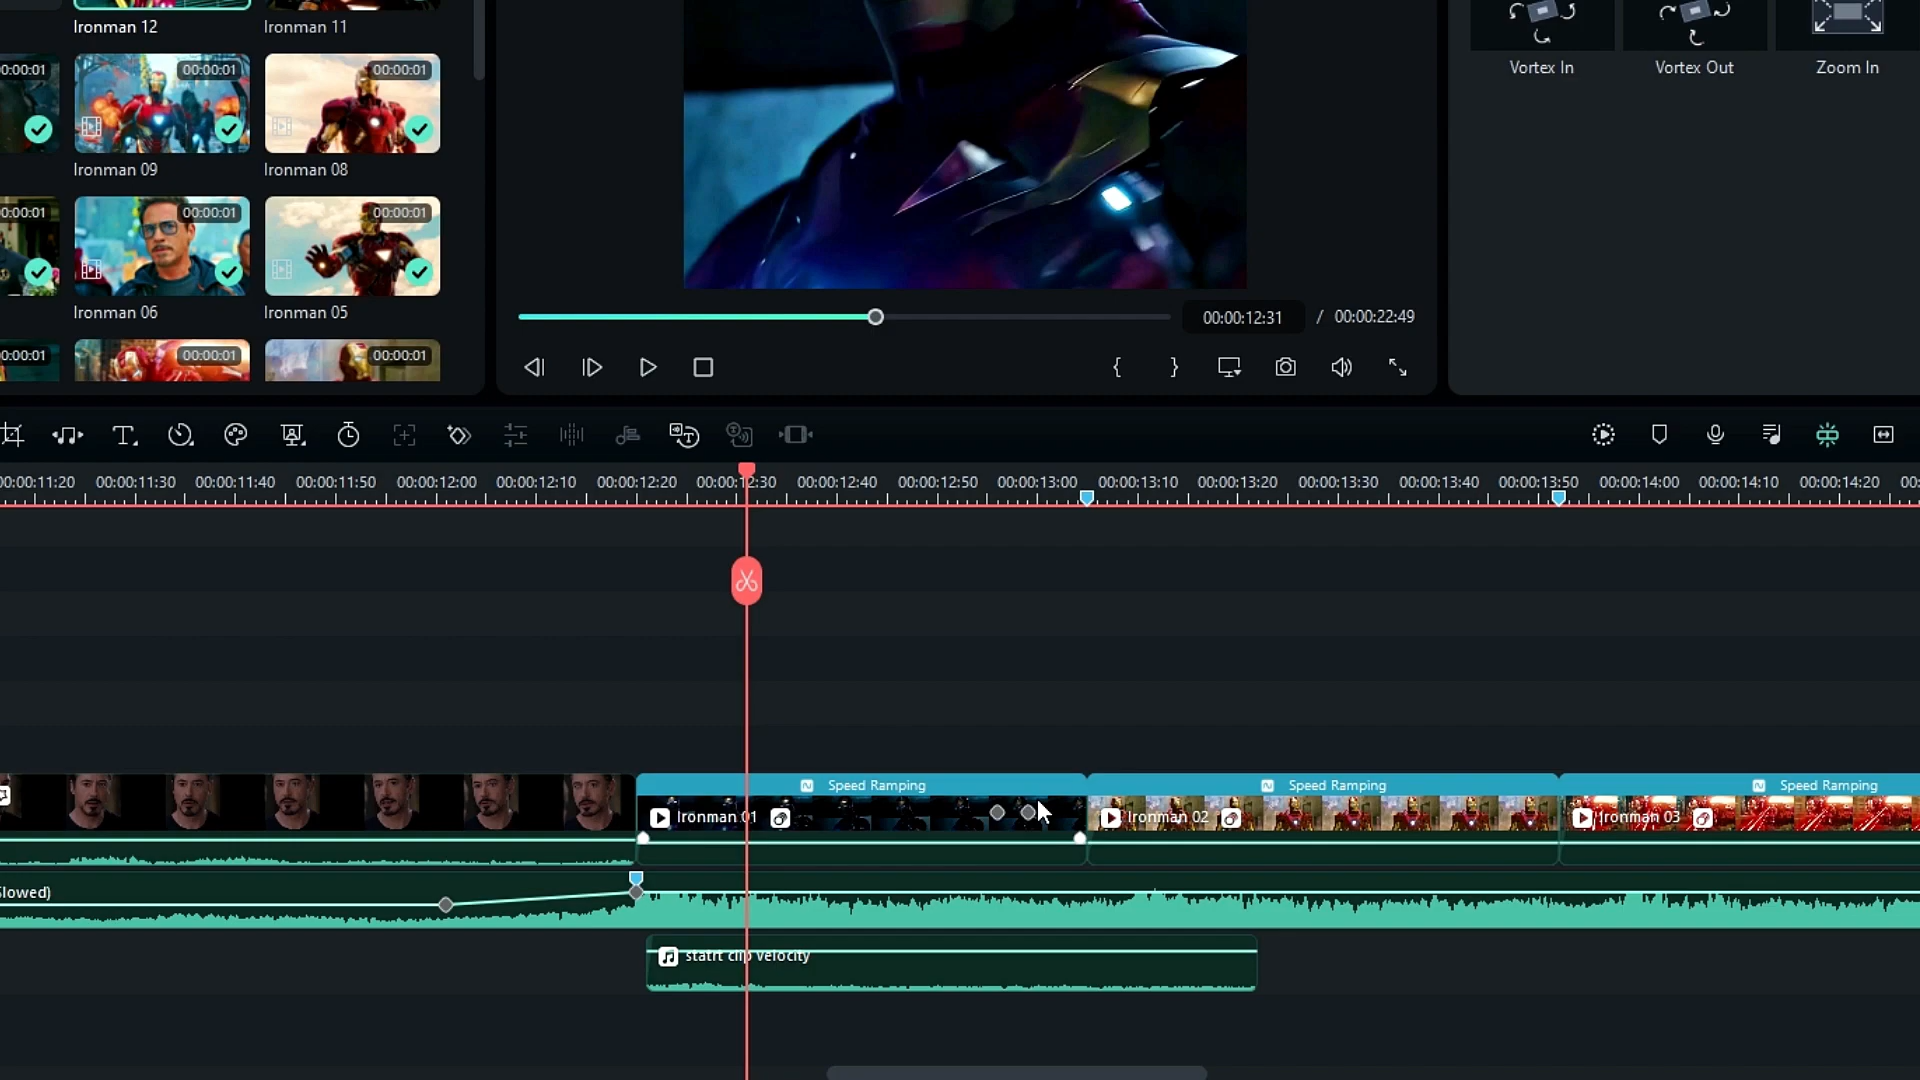 Ironman 12
Ironman 11
0:00:01
00:00:01
00:00:01
Ironman 09
Ironman 08
0:00:01
00:00:01
00:00:01
Ironman 06
Ironman 05
0:00:01
00:00:01
00:00:01
00:00:12:31 / 00:00:22:49
{ }
Vortex In
Vortex Out
Zoom In
00:00:11:20
00:00:11:30
00:00:11:40
00:00:11:50
00:00:12:00
00:00:12:10
00:00:12:20
00:00:12:30
00:00:12:40
00:00:12:50
00:00:13:00
00:00:13:10
00:00:13:20
00:00:13:30
00:00:13:40
00:00:13:50
00:00:14:00
00:00:14:10
00:00:14:20
00:
Speed Ramping
Speed Ramping
Speed Ramping
Ironman 01
Ironman 02
Ironman 03
Slowed)
statrt clip velocity